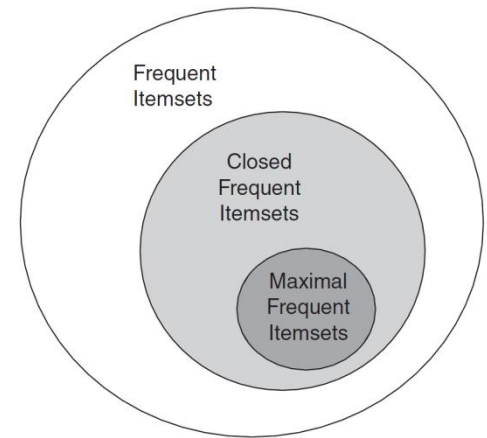 Frequent
Itemsets
Closed
Frequent
Itemsets
Maximal
Frequent
Itemsets